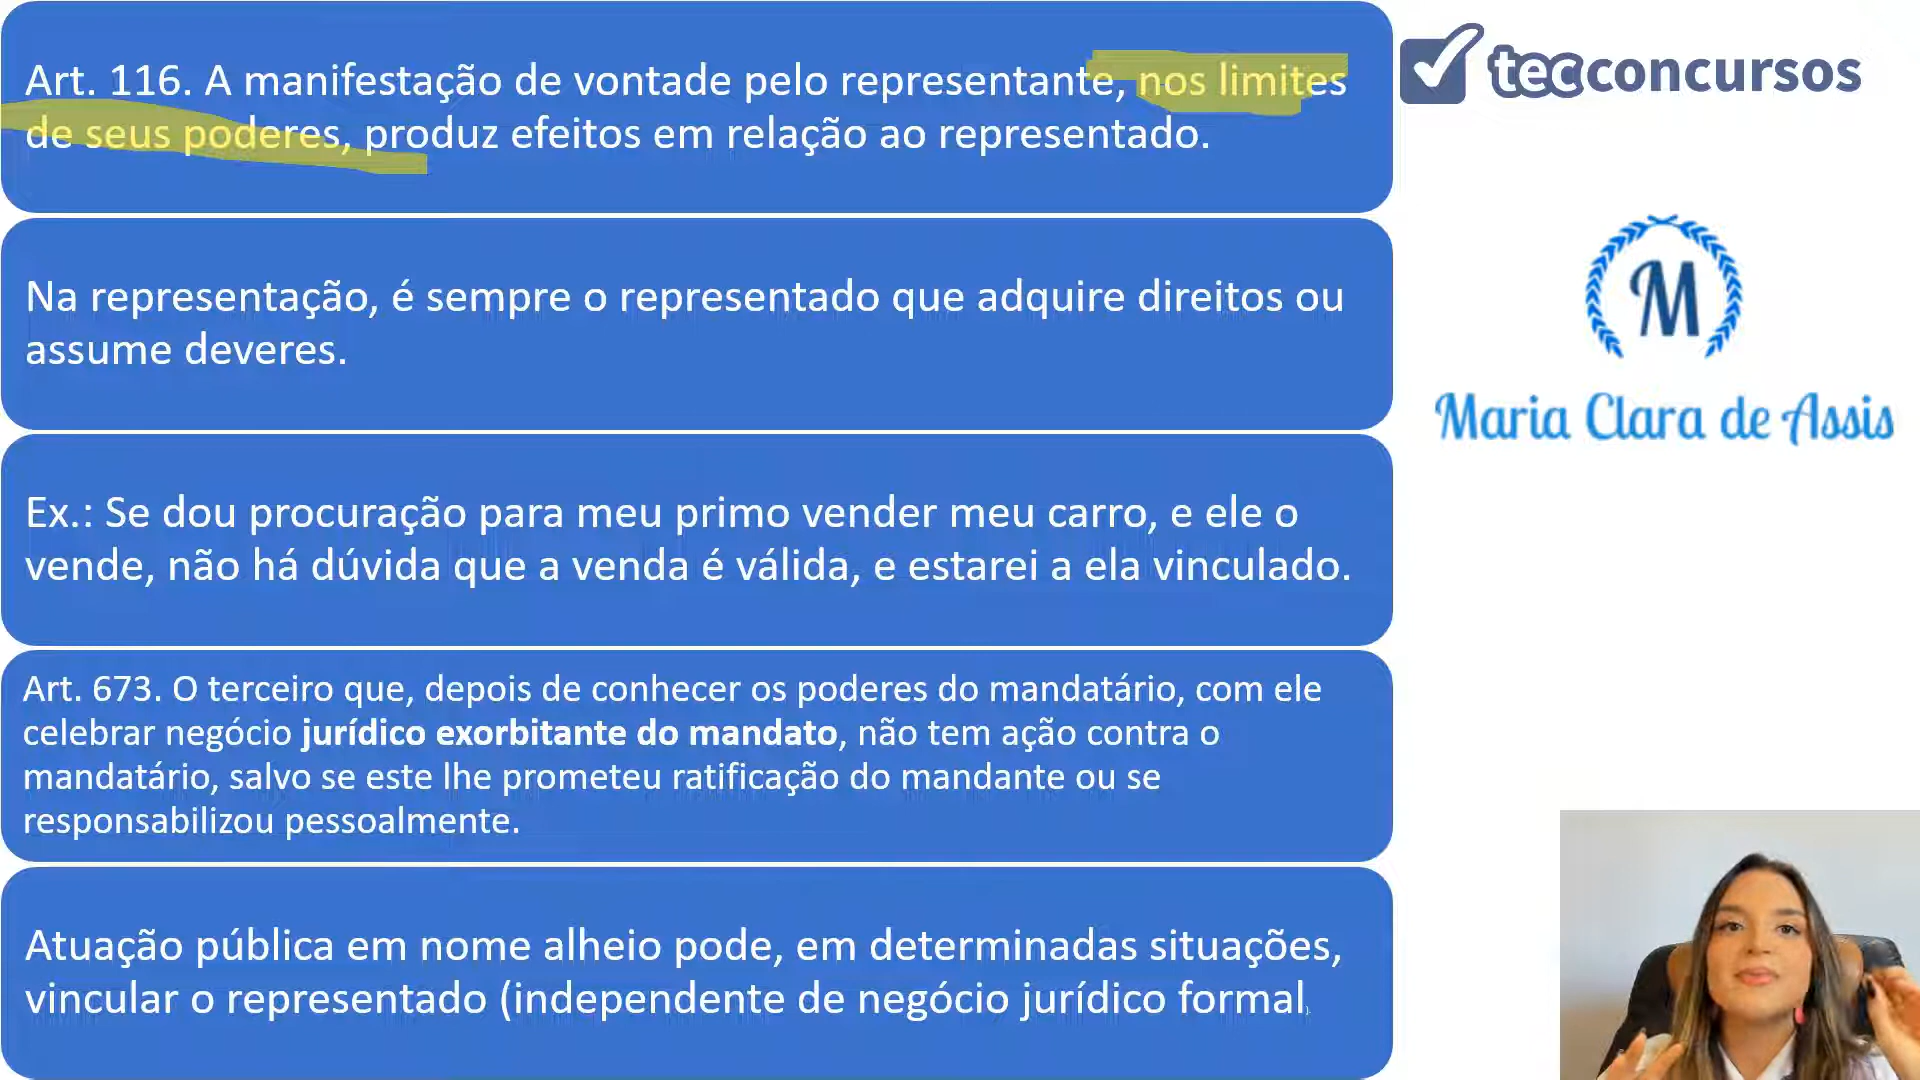 Art. 116. A manifestação de vontade pelo representante, nos limites
de seus poderes, produz efeitos em relação ao representado.
Na representação, é sempre o representado que adquire direitos ou
assume deveres.
Ex.: Se dou procuração para meu primo vender meu carro, e ele o
vende, não há dúvida que a venda é válida, e estarei a ela vinculado.
Art. 673. O terceiro que, depois de conhecer os poderes do mandatário, com ele
celebrar negócio jurídico exorbitante do mandato, não tem ação contra o
mandatário, salvo se este lhe prometeu ratificação do mandante ou se
responsabilizou pessoalmente.
Atuação pública em nome alheio pode, em determinadas situações,
vincular o representado (independente de negócio jurídico formal)
tecconcursos
M
Maria Clara de Assis